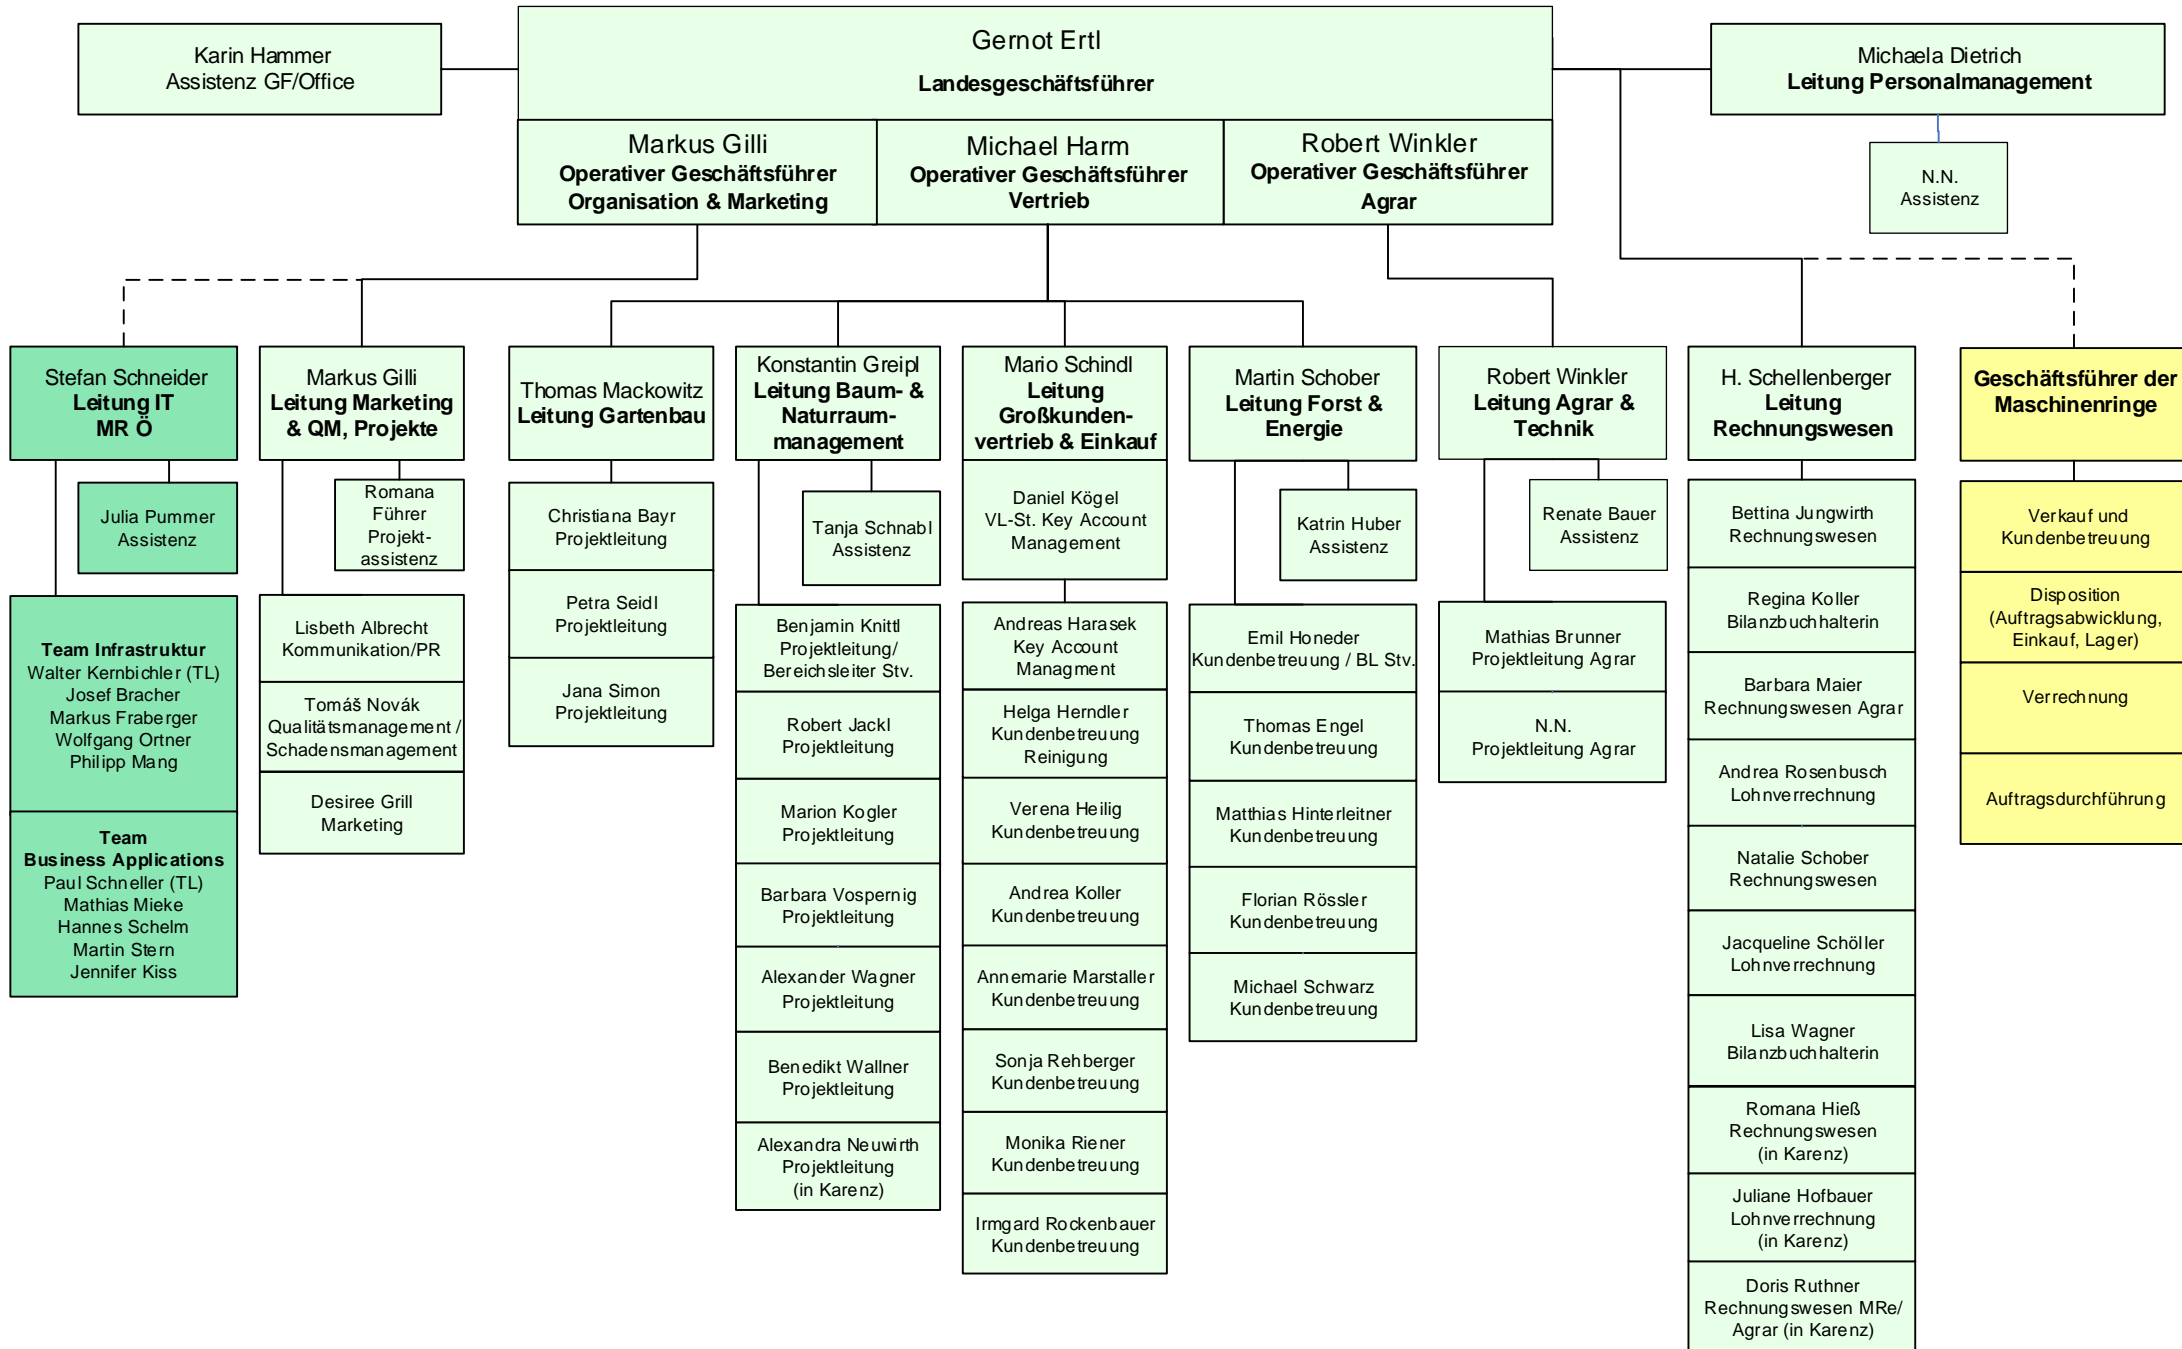 Karin Hammer
Assistenz GF/Office
Gernot Ertl
Landesgeschäftsführer
Michaela Dietrich
Leitung Personalmanagement
N.N.
Assistenz
Markus Gilli
Operativer Geschäftsführer
Organisation & Marketing
Michael Harm
Operativer Geschäftsführer
Vertrieb
Robert Winkler
Operativer Geschäftsführer
Agrar
Stefan Schneider
Leitung IT
MR Ö
Julia Pummer
Assistenz
Team Infrastruktur
Walter Kernbichler (TL)
Josef Bracher
Markus Fraberger
Wolfgang Ortner
Philipp Mang
Team
Business Applications
Paul Schneller (TL)
Mathias Mieke
Hannes Schelm
Martin Stern
Jennifer Kiss
Markus Gilli
Leitung Marketing
& QM, Projekte
Romana
Führer
Projekt-
assistenz
Lisbeth Albrecht
Kommunikation/PR
Tomáš Novák
Qualitätsmanagement /
Schadensmanagement
Desiree Grill
Marketing
Thomas Mackowitz
Leitung Gartenbau
Christiana Bayr
Projektleitung
Petra Seidl
Projektleitung
Jana Simon
Projektleitung
Konstantin Greipl
Leitung Baum- &
Naturraum-
management
Tanja Schnabl
Assistenz
Benjamin Knittl
Projektleitung/
Bereichsleiter Stv.
Robert Jackl
Projektleitung
Marion Kogler
Projektleitung
Barbara Vospernig
Projektleitung
Alexander Wagner
Projektleitung
Benedikt Wallner
Projektleitung
Alexandra Neuwirth
Projektleitung
(in Karenz)
Mario Schindl
Leitung
Großkunden-
vertrieb & Einkauf
Daniel Kögel
VL-St. Key Account
Management
Andreas Harasek
Key Account
Managment
Helga Herndler
Kundenbetreuung
Reinigung
Verena Heilig
Kundenbetreuung
Andrea Koller
Kundenbetreuung
Annemarie Marstaller
Kundenbetreuung
Sonja Rehberger
Kundenbetreuung
Monika Riener
Kundenbetreuung
Irmgard Rockenbauer
Kundenbetreuung
Martin Schober
Leitung Forst &
Energie
Katrin Huber
Assistenz
Emil Honeder
Kundenbetreuung / BL Stv.
Thomas Engel
Kundenbetreuung
Matthias Hinterleitner
Kundenbetreuung
Florian Rössler
Kundenbetreuung
Michael Schwarz
Kundenbetreuung
Robert Winkler
Leitung Agrar &
Technik
Renate Bauer
Assistenz
Mathias Brunner
Projektleitung Agrar
N.N.
Projektleitung Agrar
H. Schellenberger
Leitung
Rechnungswesen
Bettina Jungwirth
Rechnungswesen
Regina Koller
Bilanzbuchhalterin
Barbara Maier
Rechnungswesen Agrar
Andrea Rosenbusch
Lohnverrechnung
Natalie Schober
Rechnungswesen
Jacqueline Schöller
Lohnverrechnung
Lisa Wagner
Bilanzbuchhalterin
Romana Hieß
Rechnungswesen
(in Karenz)
Juliane Hofbauer
Lohnverrechnung
(in Karenz)
Doris Ruthner
Rechnungswesen MRe/
Agrar (in Karenz)
Geschäftsführer der
Maschinenringe
Verkauf und
Kundenbetreuung
Disposition
(Auftragsabwicklung,
Einkauf, Lager)
Verrechnung
Auftragsdurchführung